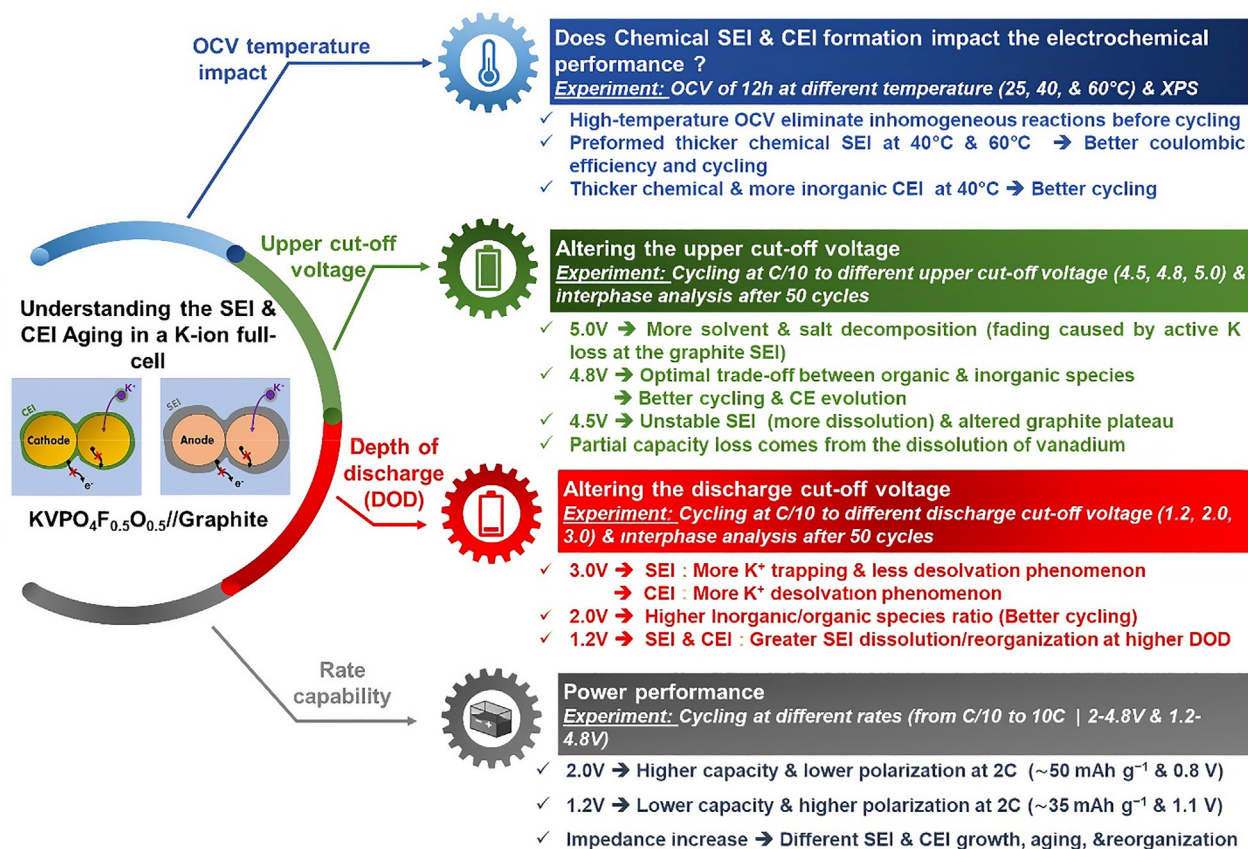 OCV temperature
impact
Does Chemical SEI & CEI formation impact the electrochemical
performance ?
Experiment: OCV of 12h at different temperature (25, 40, & 60°C) & XPS
✓ High-temperature OCV eliminate inhomogeneous reactions before cycling
✓ Preformed thicker chemical SEI at 40°C & 60°C ➔ Better coulombic
efficiency and cycling
✓ Thicker chemical & more inorganic CEI at 40°C ➔ Better cycling
Upper cut-off
voltage
Altering the upper cut-off voltage
Experiment: Cycling at C/10 to different upper cut-off voltage (4.5, 4.8, 5.0) &
interphase analysis after 50 cycles
✓ 5.0V ➔ More solvent & salt decomposition (fading caused by active K
loss at the graphite SEI)
✓ 4.8V ➔ Optimal trade-off between organic & inorganic species
➔ Better cycling & CE evolution
✓ 4.5V ➔ Unstable SEI (more dissolution) & altered graphite plateau
✓ Partial capacity loss comes from the dissolution of vanadium
Understanding the SEI &
CEI Aging in a K-ion full-
cell
CEI
K⁺
Cathode
e⁻
SEI
K⁺
Anode
e⁻
KVPO₄F₀.₅O₀.₅//Graphite
Depth of
discharge
(DOD)
Altering the discharge cut-off voltage
Experiment: Cycling at C/10 to different discharge cut-off voltage (1.2, 2.0,
3.0) & interphase analysis after 50 cycles
✓ 3.0V ➔ SEI : More K⁺ trapping & less desolvation phenomenon
➔ CEI : More K⁺ desolvation phenomenon
✓ 2.0V ➔ Higher Inorganic/organic species ratio (Better cycling)
✓ 1.2V ➔ SEI & CEI : Greater SEI dissolution/reorganization at higher DOD
Rate
capability
Power performance
Experiment: Cycling at different rates (from C/10 to 10C | 2-4.8V & 1.2-
4.8V)
✓ 2.0V ➔ Higher capacity & lower polarization at 2C (~50 mAh g⁻¹ & 0.8 V)
✓ 1.2V ➔ Lower capacity & higher polarization at 2C (~35 mAh g⁻¹ & 1.1 V)
✓ Impedance increase ➔ Different SEI & CEI growth, aging, &reorganization